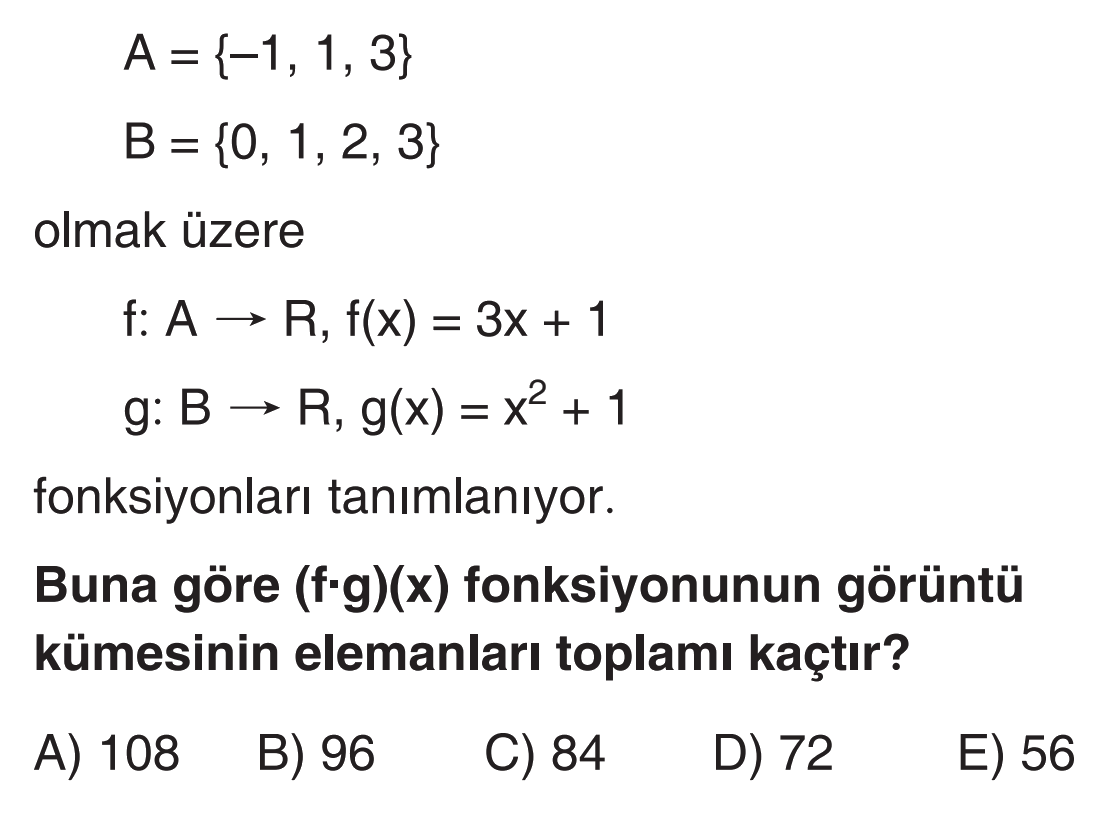 A = {–1, 1, 3}
B = {0, 1, 2, 3}
olmak üzere
f: A → R, f(x) = 3x + 1
g: B → R, g(x) = x² + 1
fonksiyonları tanımlanıyor.
Buna göre (f·g)(x) fonksiyonunun görüntü
kümesinin elemanları toplamı kaçtır?
A) 108 B) 96 C) 84 D) 72 E) 56